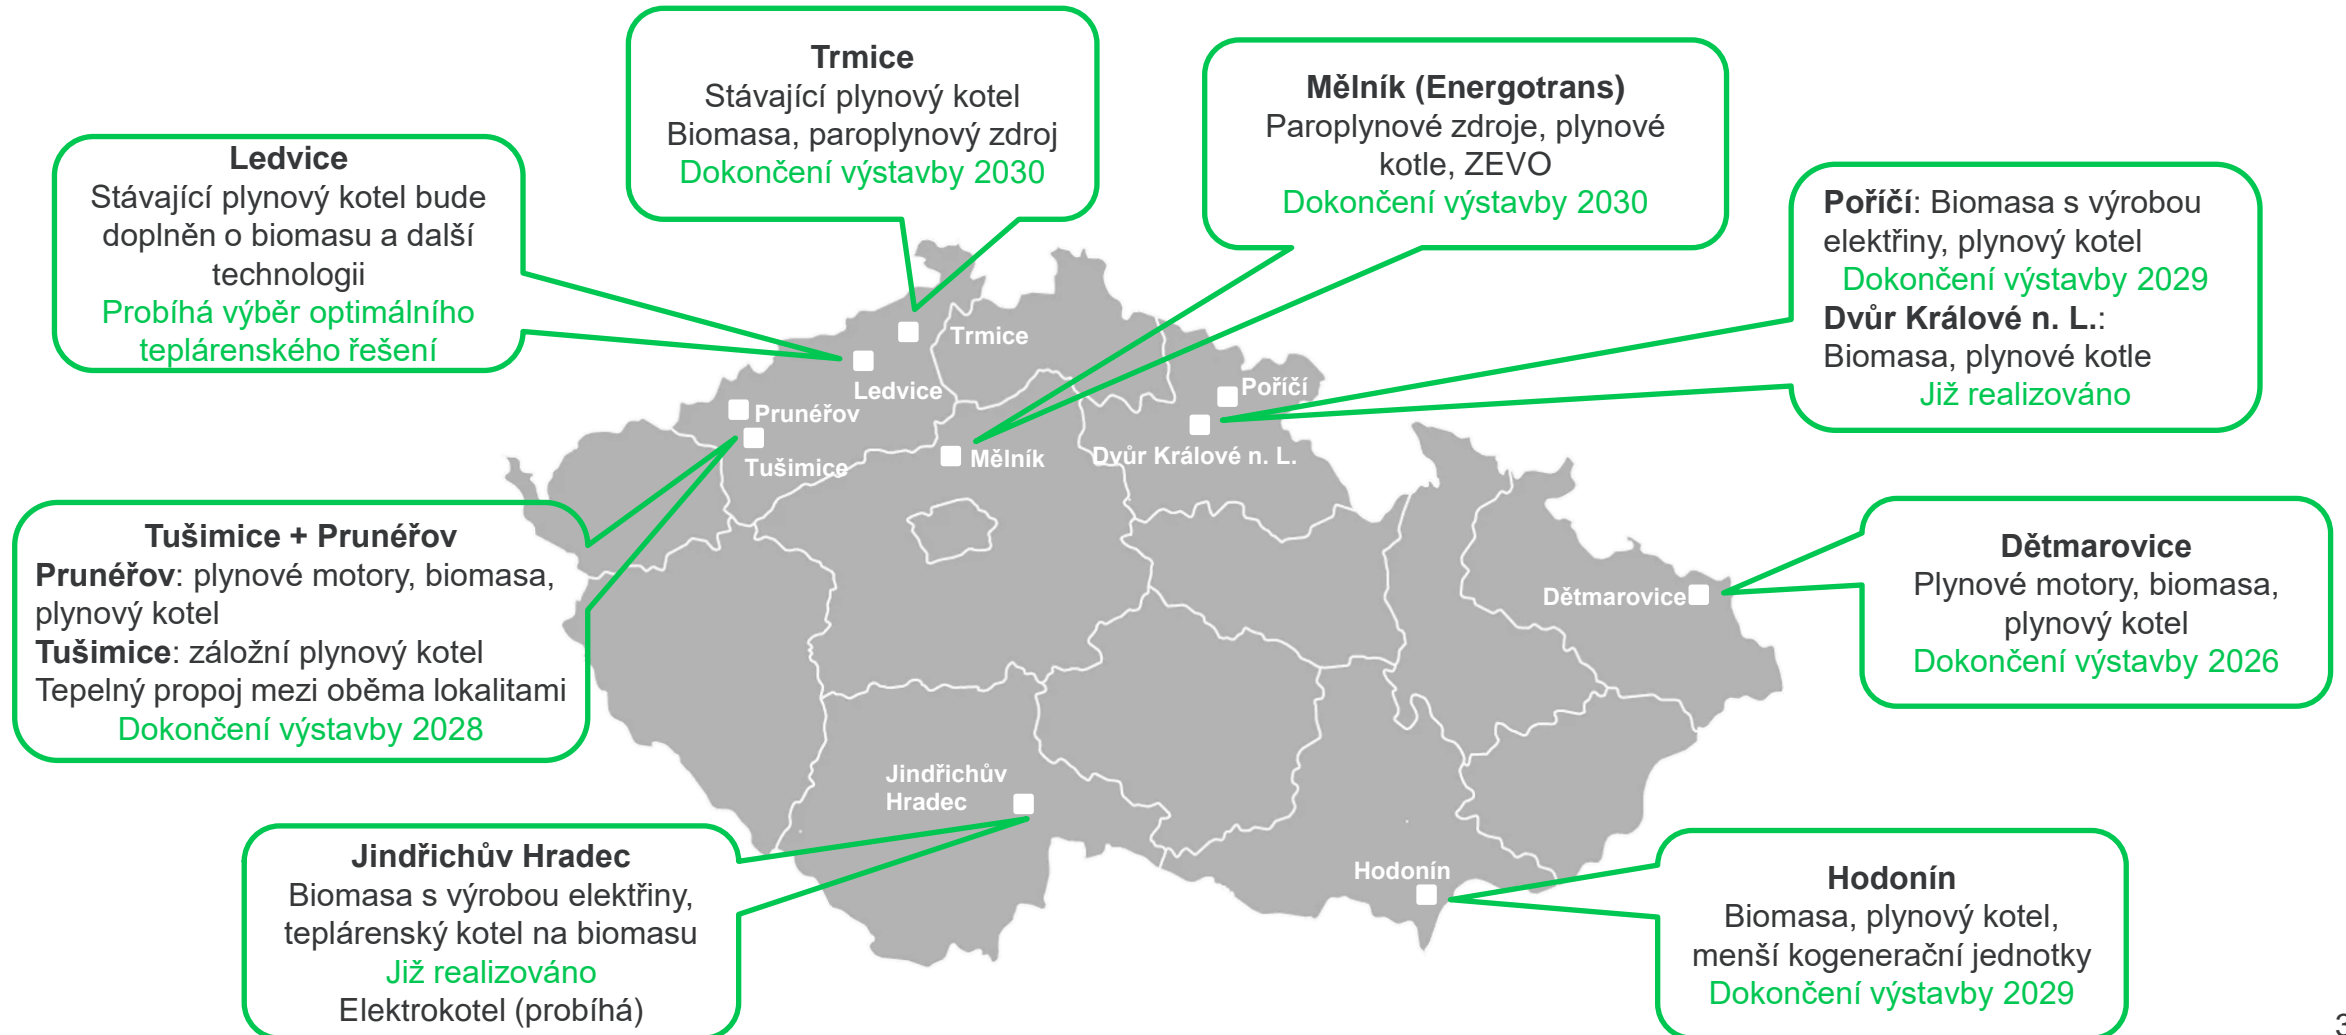 Trmice
Stávající plynový kotel
Biomasa, paroplynový zdroj
Dokončení výstavby 2030
Mělník (Energotrans)
Paroplynové zdroje, plynové
kotle, ZEVO
Dokončení výstavby 2030
Ledvice
Stávající plynový kotel bude
doplněn o biomasu a další
technologii
Probíhá výběr optimálního
teplárenského řešení
Poříčí: Biomasa s výrobou
elektřiny, plynový kotel
Dokončení výstavby 2029
Dvůr Králové n. L.:
Biomasa, plynové kotle
Již realizováno
Trmice
Ledvice
Poříčí
Prunéřov
Tušimice
Mělník
Dvůr Králové n. L.
Tušimice + Prunéřov
Prunéřov: plynové motory, biomasa,
plynový kotel
Tušimice: záložní plynový kotel
Tepelný propoj mezi oběma lokalitami
Dokončení výstavby 2028
Dětmarovice
Dětmarovice
Plynové motory, biomasa,
plynový kotel
Dokončení výstavby 2026
Jindřichův
Hradec
Hodonín
Jindřichův Hradec
Biomasa s výrobou elektřiny,
teplárenský kotel na biomasu
Již realizováno
Elektrokotel (probíhá)
Hodonín
Biomasa, plynový kotel,
menší kogenerační jednotky
Dokončení výstavby 2029